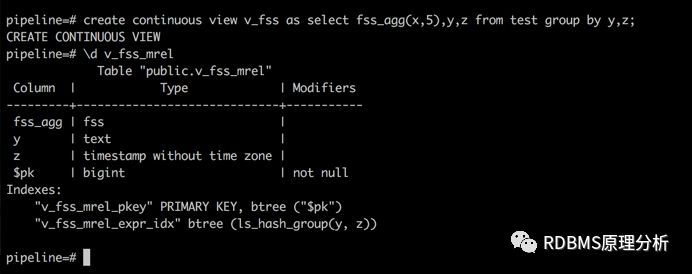 pipeline=# create continuous view v_fss as select fss_agg(x,5),y,z from test group by y,z;
CREATE CONTINUOUS VIEW
pipeline=# \d v_fss_mrel
Table "public.v_fss_mrel"
Column | Type | Modifiers
---------+-----------------------------+-----------
fss_agg | fss |
y | text |
z | timestamp without time zone |
$pk | bigint | not null
Indexes:
"v_fss_mrel_pkey" PRIMARY KEY, btree ("$pk")
"v_fss_mrel_expr_idx" btree (ls_hash_group(y, z))
pipeline=#
RDBMS原理分析